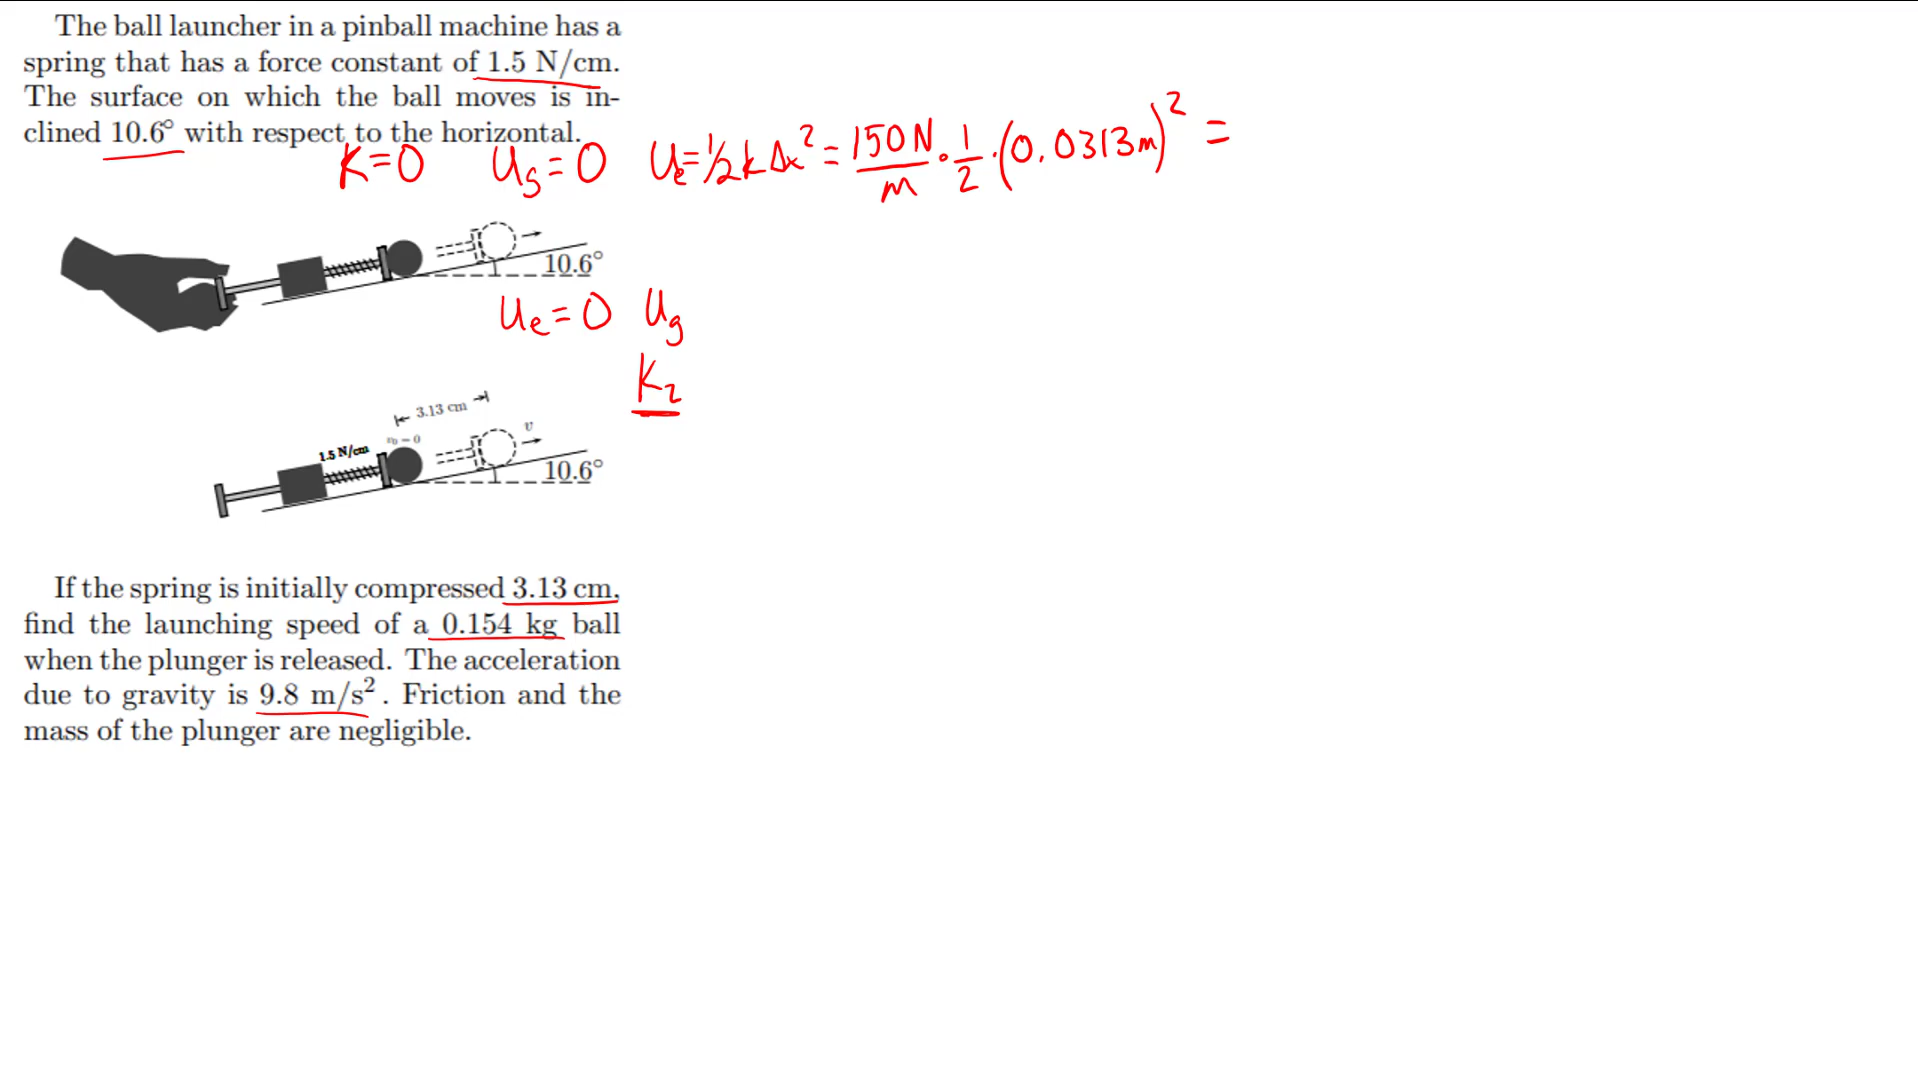 The ball launcher in a pinball machine has a
spring that has a force constant of 1.5 N/cm.
The surface on which the ball moves is in-
clined 10.6° with respect to the horizontal.
K=0 Ug=0 Ue=½kΔx²= 150N/m · 1/2 · (0.0313m)² =
10.6°
Ue=0 Ug
K₂
3.13 cm
v₀ = 0
v
1.5 N/cm
10.6°
If the spring is initially compressed 3.13 cm,
find the launching speed of a 0.154 kg ball
when the plunger is released. The acceleration
due to gravity is 9.8 m/s². Friction and the
mass of the plunger are negligible.